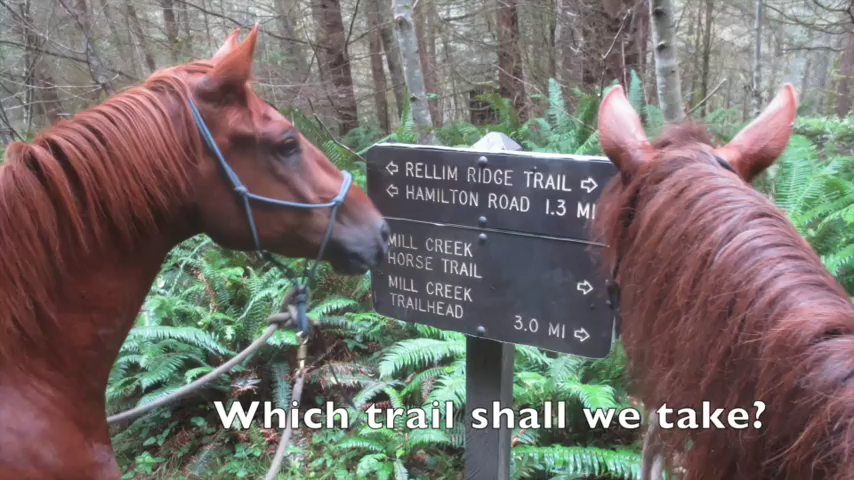 ⇦ RELLIM RIDGE TRAIL ⇨
⇦ HAMILTON ROAD 1.3 MI
MILL CREEK
HORSE TRAIL ⇨
MILL CREEK
TRAILHEAD 3.0 MI ⇨
Which trail shall we take?